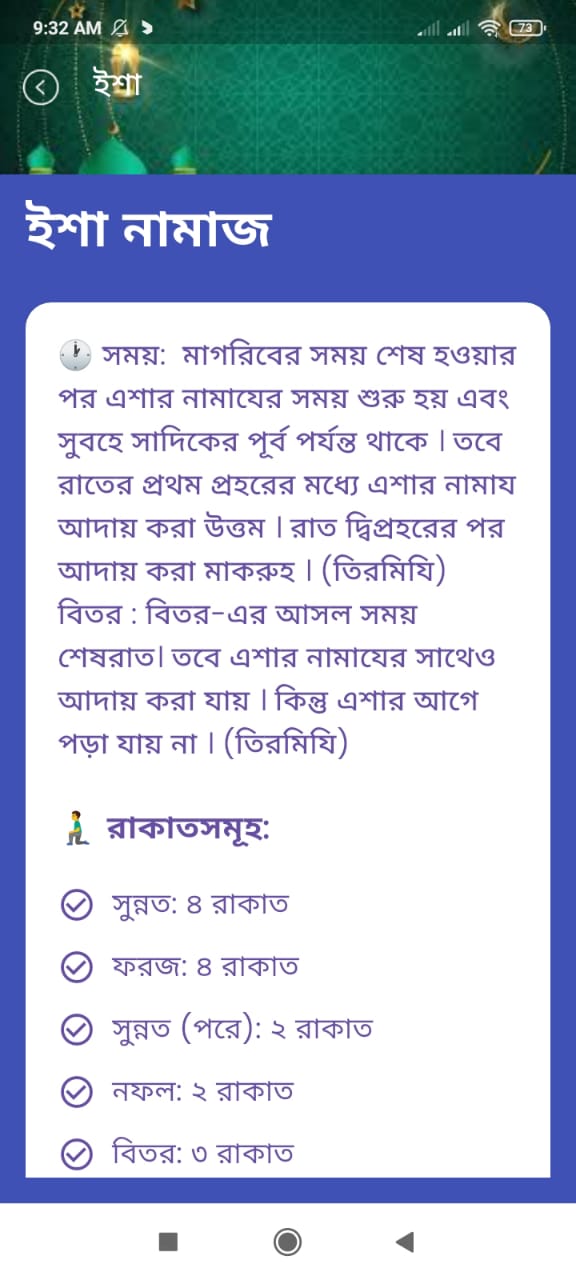 9:32 AM
73
ইশা
ইশা নামাজ
সময়: মাগরিবের সময় শেষ হওয়ার
পর এশার নামাযের সময় শুরু হয় এবং
সুবহে সাদিকের পূর্ব পর্যন্ত থাকে । তবে
রাতের প্রথম প্রহরের মধ্যে এশার নামায
আদায় করা উত্তম । রাত দ্বিপ্রহরের পর
আদায় করা মাকরুহ । (তিরমিযি)
বিতর : বিতর-এর আসল সময়
শেষরাত। তবে এশার নামাযের সাথেও
আদায় করা যায় । কিন্তু এশার আগে
পড়া যায় না । (তিরমিযি)
রাকাতসমূহ:
সুন্নত: ৪ রাকাত
ফরজ: ৪ রাকাত
সুন্নত (পরে): ২ রাকাত
নফল: ২ রাকাত
বিতর: ৩ রাকাত